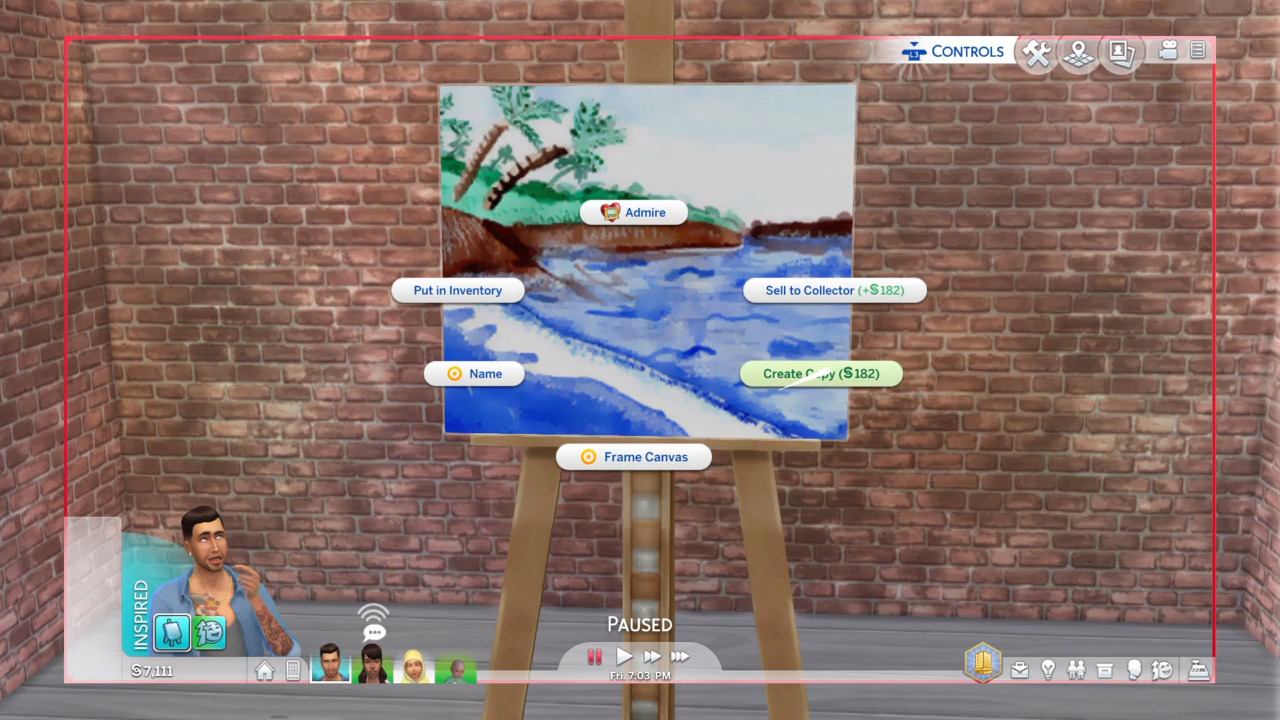 L3 CONTROLS
Admire
Put in Inventory
Sell to Collector (+§182)
Name
Create Copy (§182)
Frame Canvas
INSPIRED
PAUSED
§7,111
Fri. 7:03 PM